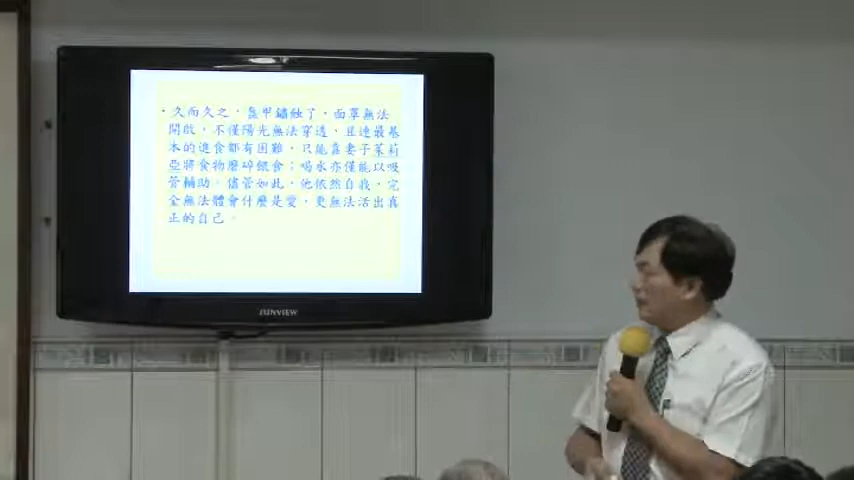 ·久而久之，盔甲鏽蝕了，面罩無法
開啟，不僅陽光無法穿透，且連最基
本的進食都有困難，只能靠妻子茱莉
亞將食物磨碎餵食；喝水亦僅能以吸
管輔助。儘管如此，他依然自我，完
全無法體會什麼是愛，更無法活出真
正的自己。
SUNVIEW